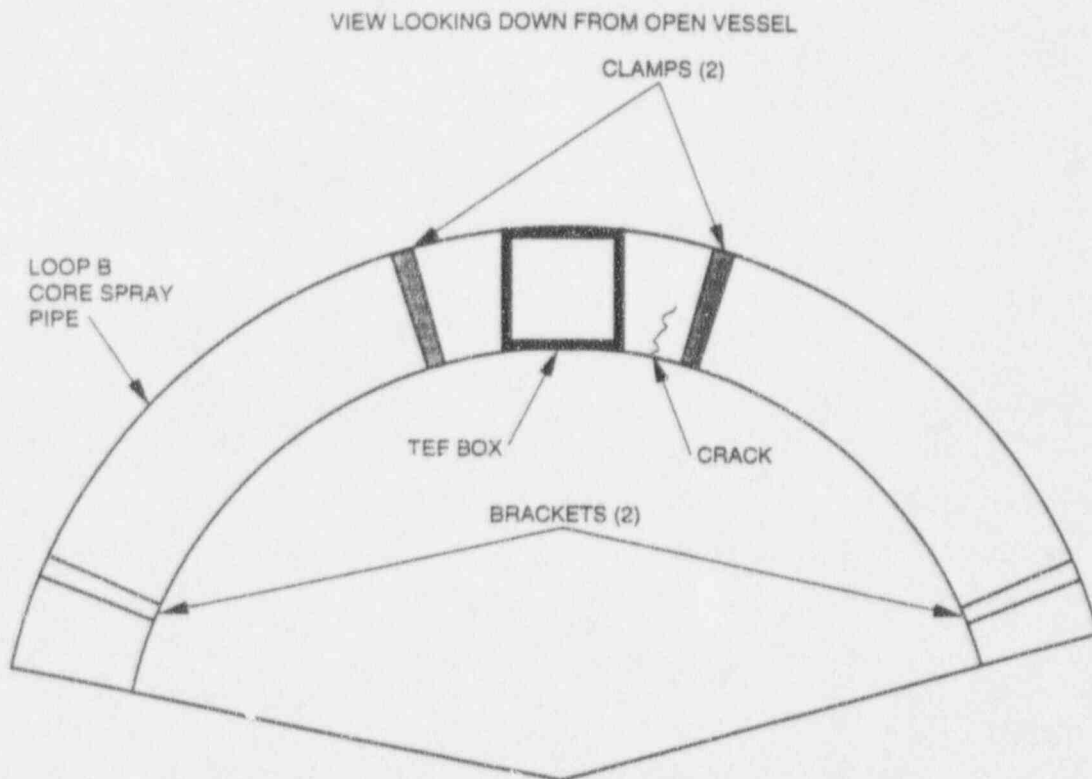 VIEW LOOKING DOWN FROM OPEN VESSEL
CLAMPS (2)
LOOP B
CORE SPRAY
PIPE
TEF BOX
CRACK
BRACKETS (2)